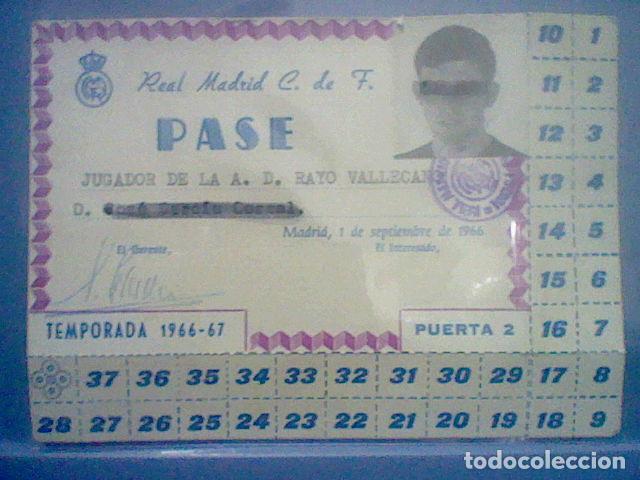 Real Madrid C. de F.
PASE
JUGADOR DE LA A. D. RAYO VALLECANO
D.
Madrid, 1 de septiembre de 1966
El Gerente,
El Interesado,
TEMPORADA 1966-67
PUERTA 2
10 1
11 2
12 3
13 4
14 5
15 6
16 7
37 36 35 34 33 32 31 30 29 17 8
28 27 26 25 24 23 22 21 20 19 18 9
todocoleccion